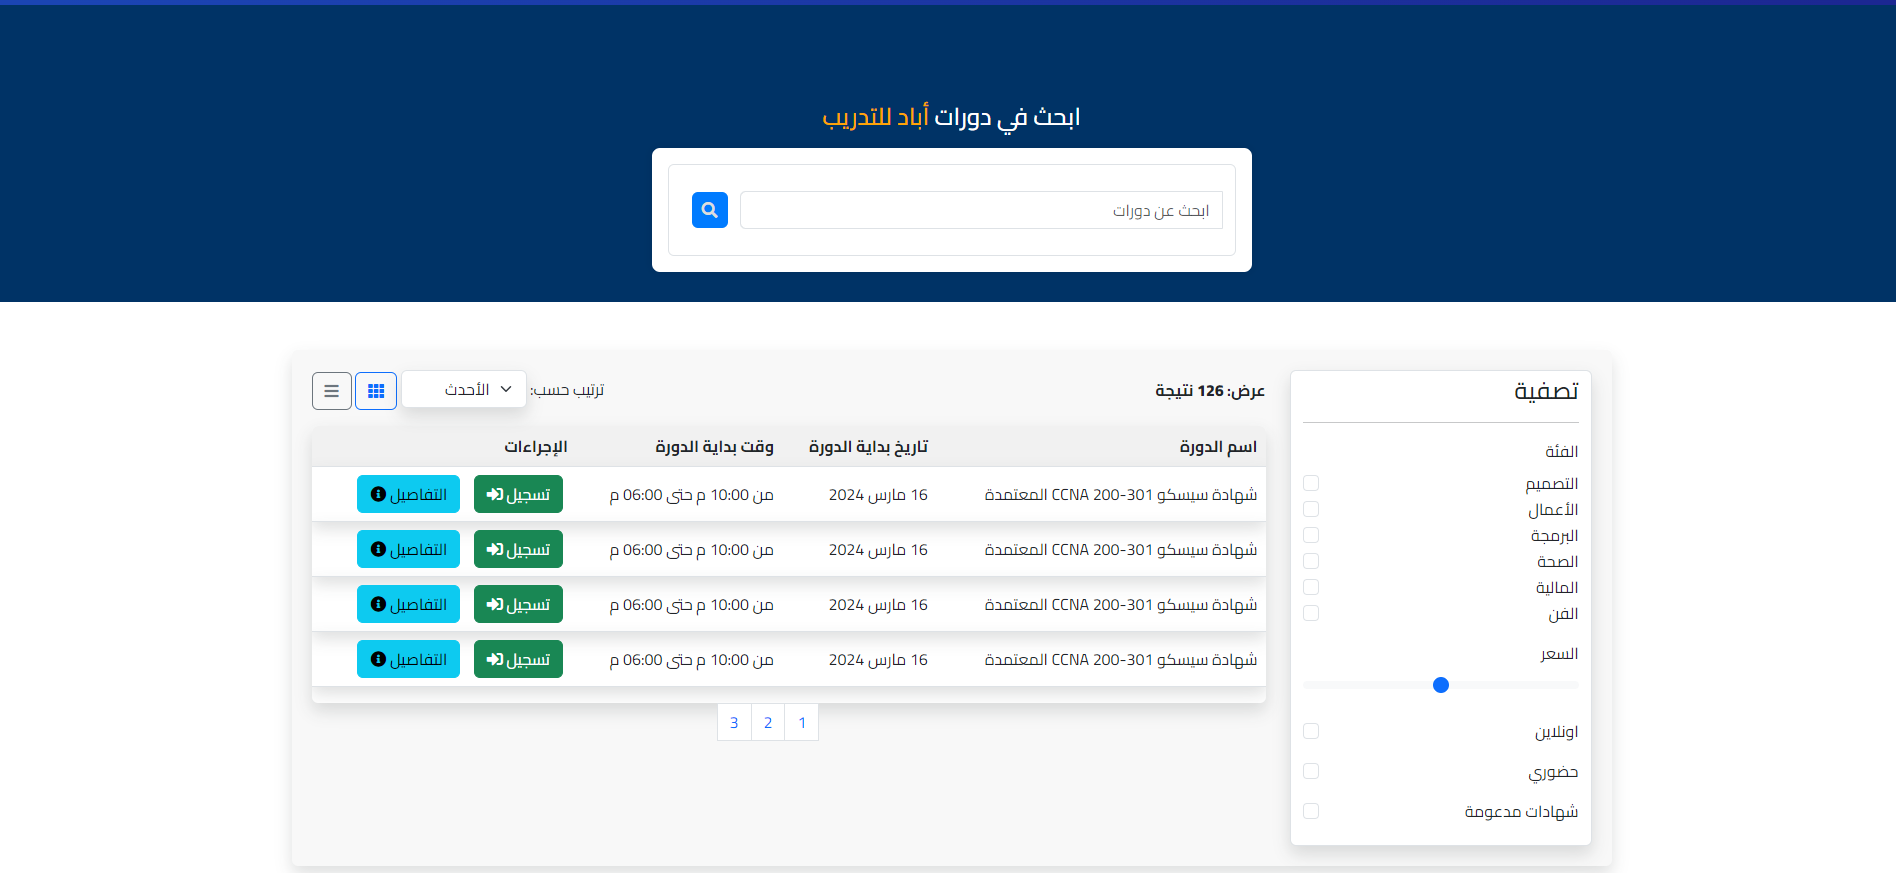 ابحث في دورات أباد للتدريب
ابحث عن دورات
تصفية
الفئة
التصميم
الأعمال
البرمجة
الصحة
المالية
الفن
السعر
اونلاين
حضوري
شهادات مدعومة
عرض: 126 نتيجة
ترتيب حسب: الأحدث
اسم الدورة تاريخ بداية الدورة وقت بداية الدورة الإجراءات
شهادة سيسكو CCNA 200-301 المعتمدة 16 مارس 2024 من 10:00 م حتى 06:00 م تسجيل التفاصيل
شهادة سيسكو CCNA 200-301 المعتمدة 16 مارس 2024 من 10:00 م حتى 06:00 م تسجيل التفاصيل
شهادة سيسكو CCNA 200-301 المعتمدة 16 مارس 2024 من 10:00 م حتى 06:00 م تسجيل التفاصيل
شهادة سيسكو CCNA 200-301 المعتمدة 16 مارس 2024 من 10:00 م حتى 06:00 م تسجيل التفاصيل
1 2 3